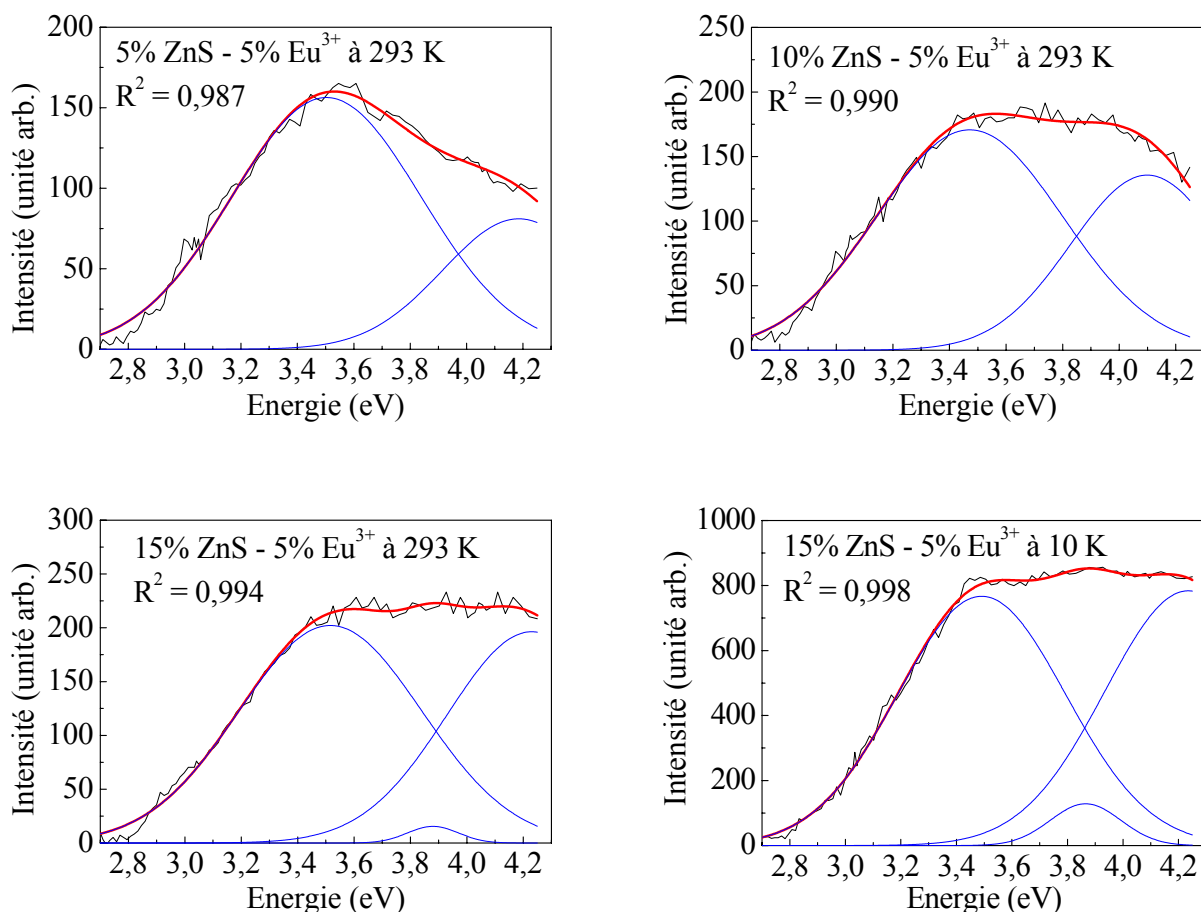 5% ZnS - 5% Eu³⁺ à 293 K
R² = 0,987
Intensité (unité arb.)
200
150
100
50
0
2,8 3,0 3,2 3,4 3,6 3,8 4,0 4,2
Energie (eV)
10% ZnS - 5% Eu³⁺ à 293 K
R² = 0,990
Intensité (unité arb.)
250
200
150
100
50
0
2,8 3,0 3,2 3,4 3,6 3,8 4,0 4,2
Energie (eV)
15% ZnS - 5% Eu³⁺ à 293 K
R² = 0,994
Intensité (unité arb.)
300
250
200
150
100
50
0
2,8 3,0 3,2 3,4 3,6 3,8 4,0 4,2
Energie (eV)
15% ZnS - 5% Eu³⁺ à 10 K
R² = 0,998
Intensité (unité arb.)
1000
800
600
400
200
0
2,8 3,0 3,2 3,4 3,6 3,8 4,0 4,2
Energie (eV)